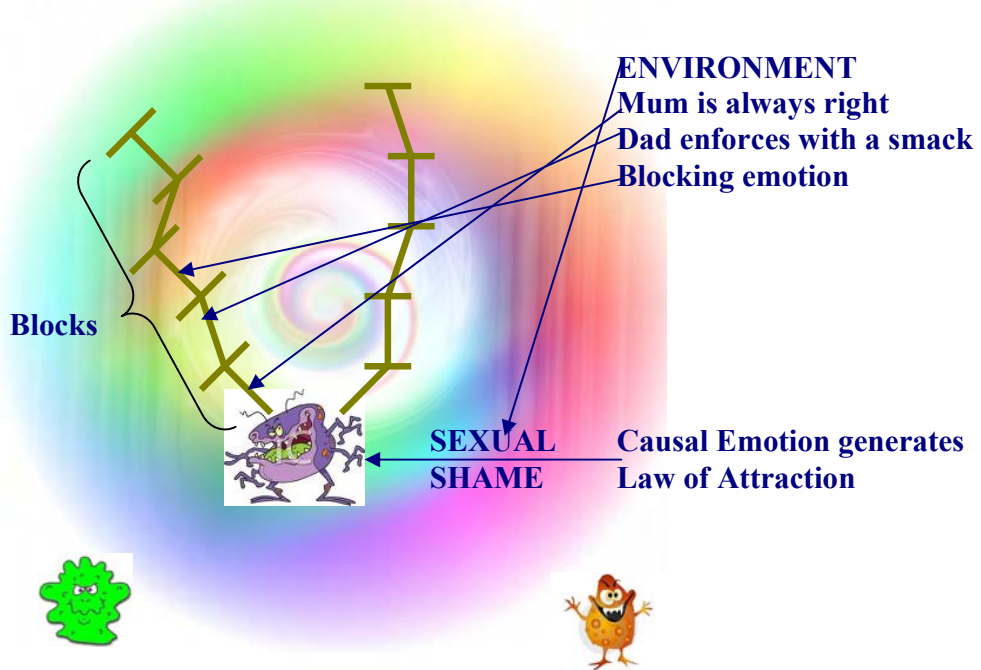 ENVIRONMENT
Mum is always right
Dad enforces with a smack
Blocking emotion
Blocks
SEXUAL
SHAME
Causal Emotion generates
Law of Attraction